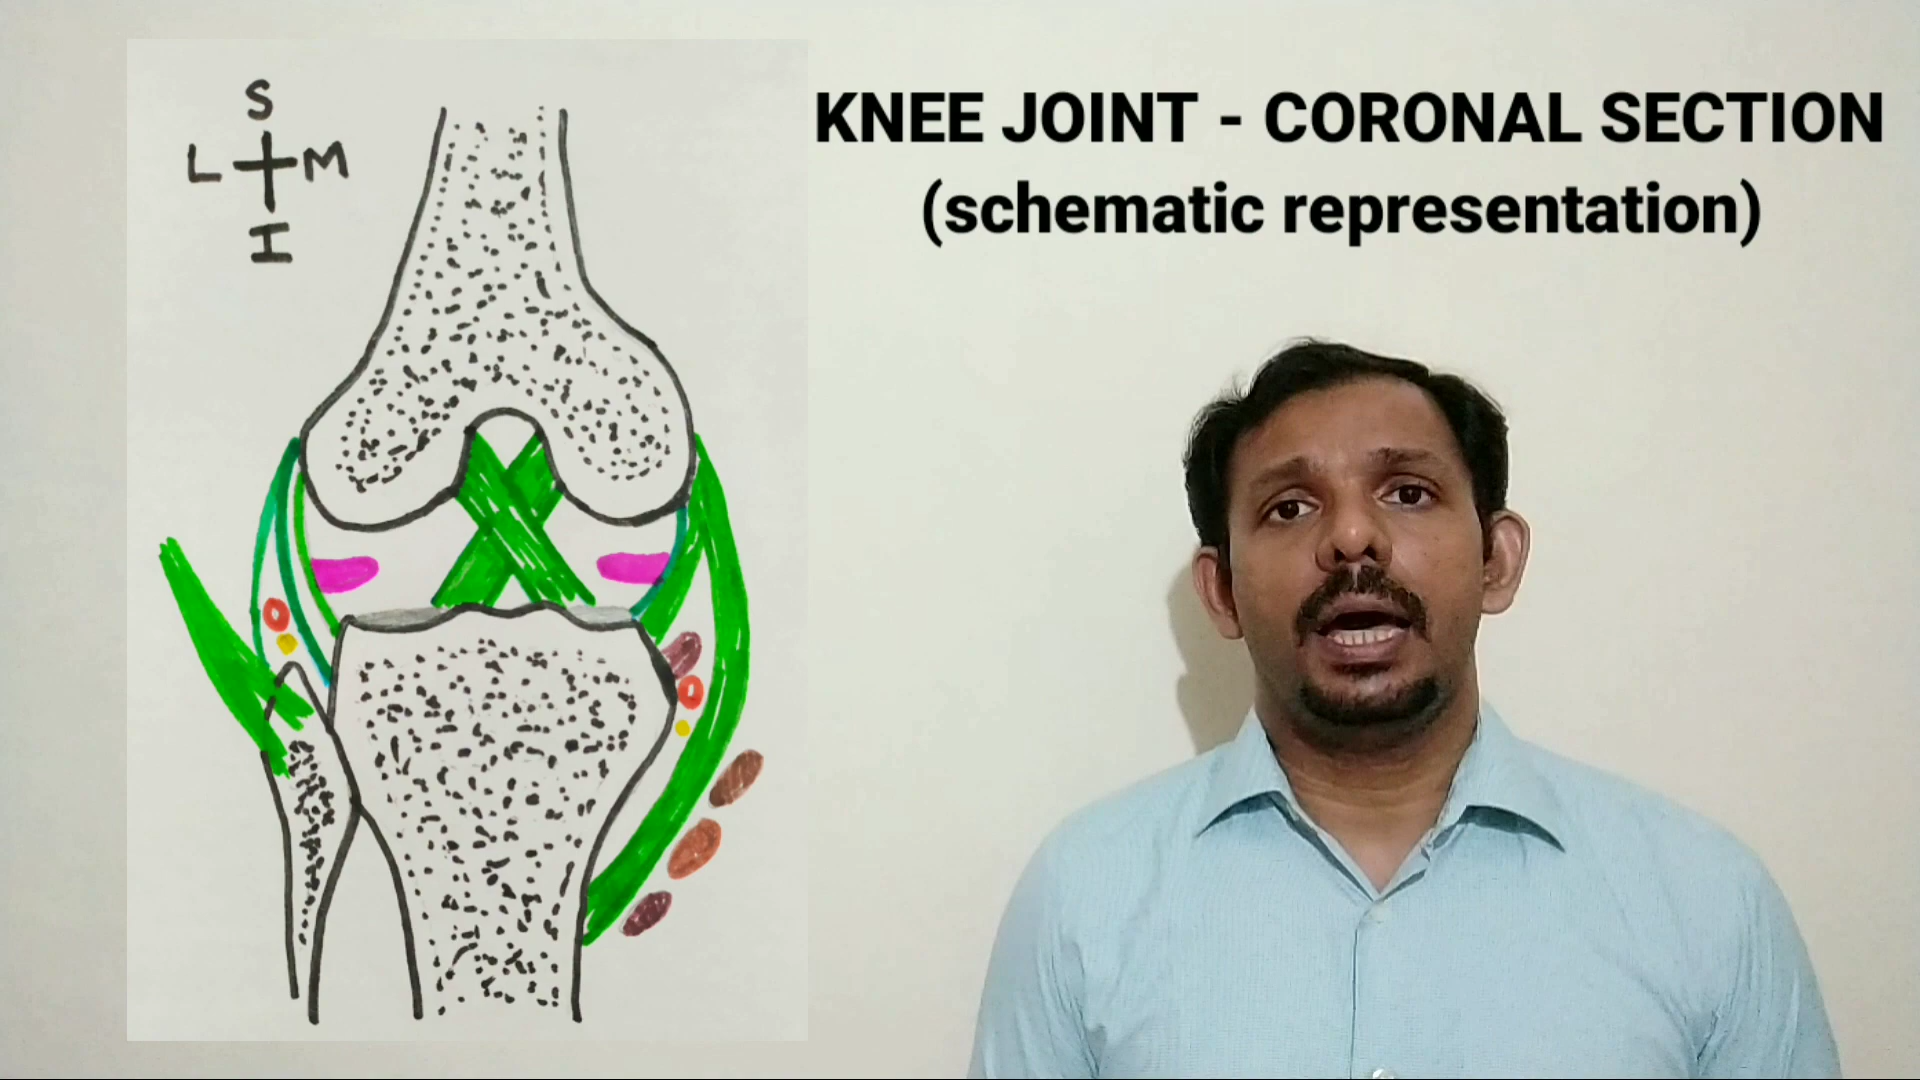 KNEE JOINT - CORONAL SECTION
(schematic representation)
S
L M
I